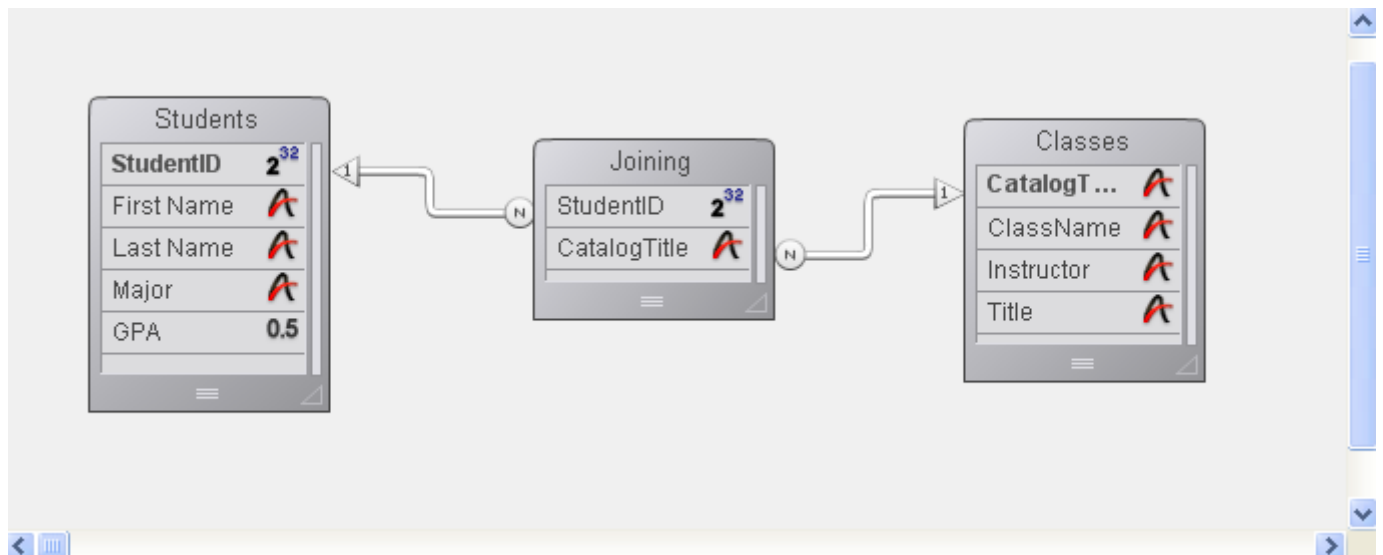 Students
StudentID 2^32
First Name
Last Name
Major
GPA 0.5
1
N
Joining
StudentID 2^32
CatalogTitle
N
1
Classes
CatalogT...
ClassName
Instructor
Title